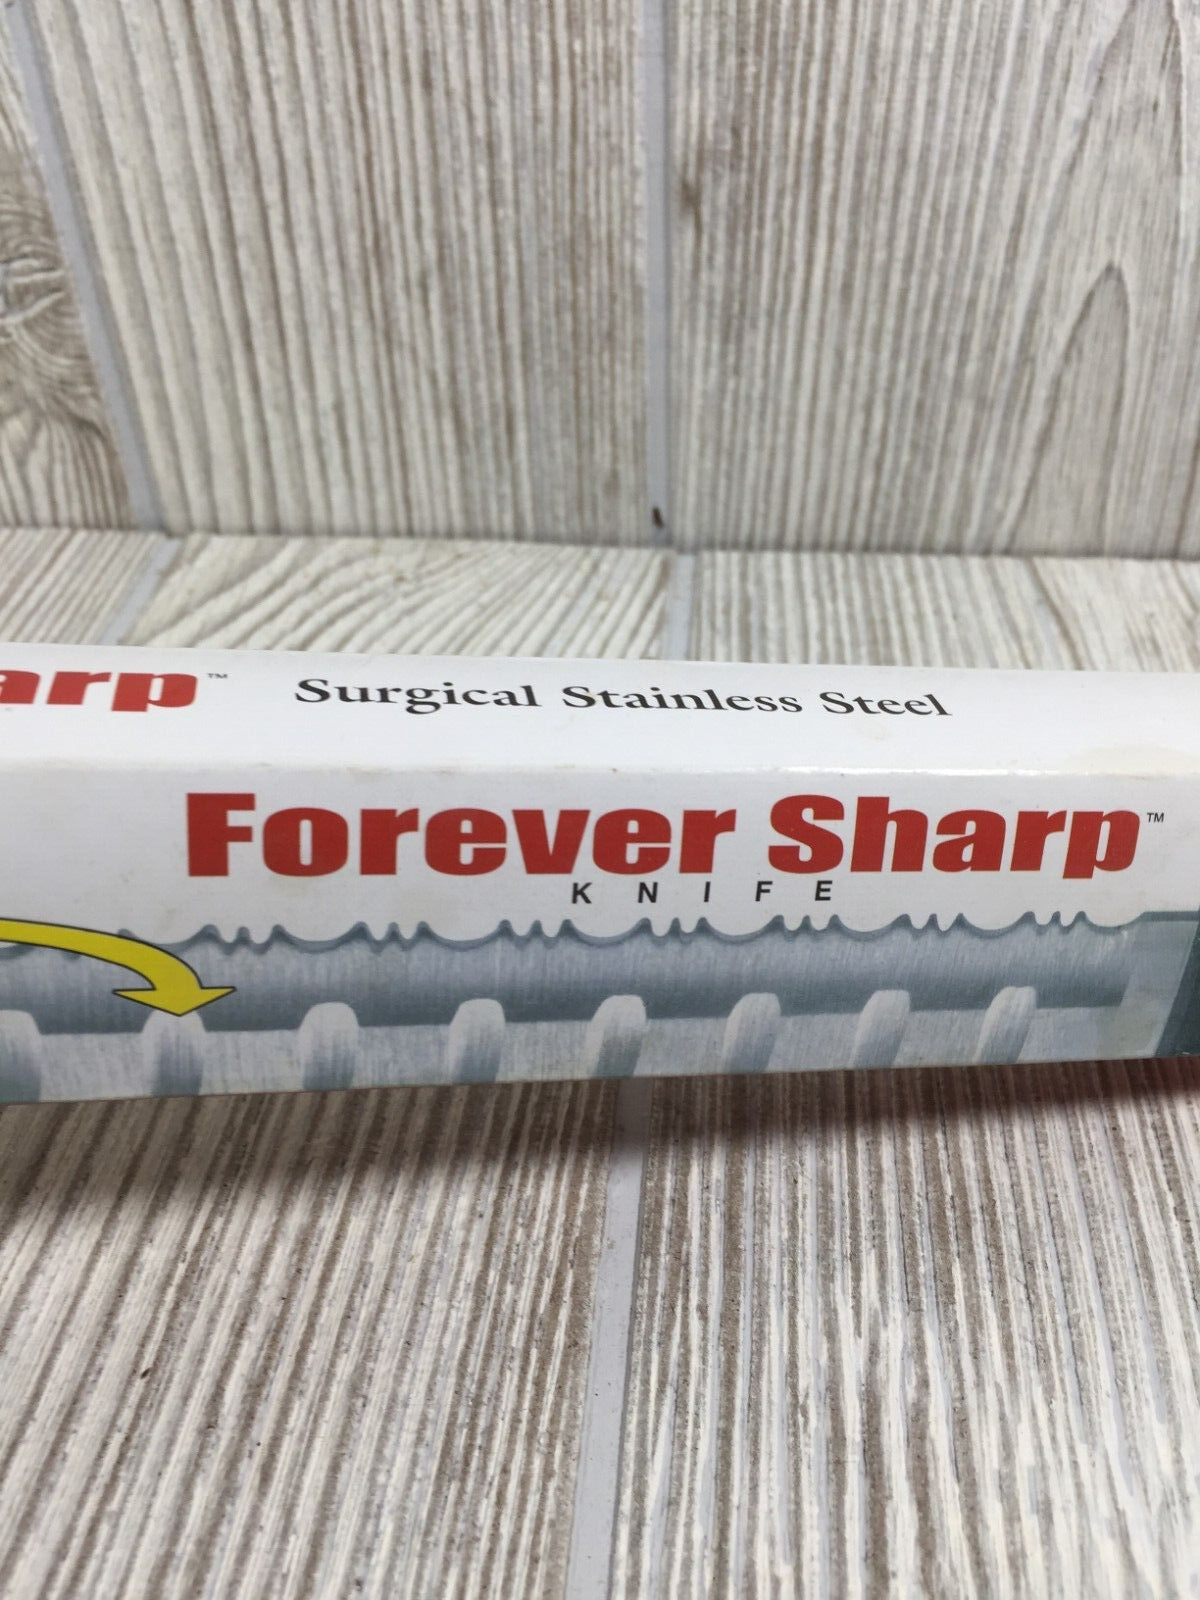 arp™ Surgical Stainless Steel
Forever Sharp™
KNIFE